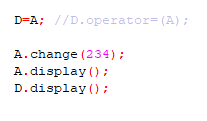 D=A; //D.operator=(A);
A.change(234);
A.display();
D.display();